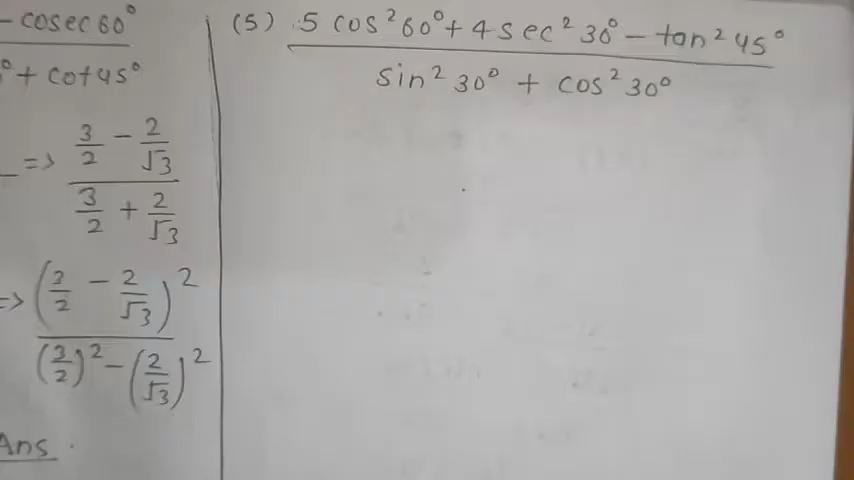 - cosec 60°
° + cot 45°
=> 3/2 - 2/√3
3/2 + 2/√3
=> (3/2 - 2/√3)²
(3/2)² - (2/√3)²
Ans.
(5) 5 cos² 60° + 4 sec² 30° - tan² 45°
sin² 30° + cos² 30°